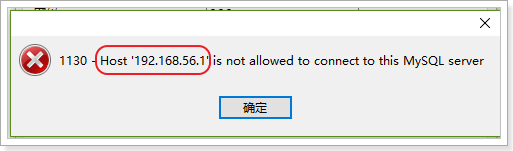 1130 - Host '192.168.56.1' is not allowed to connect to this MySQL server
确定